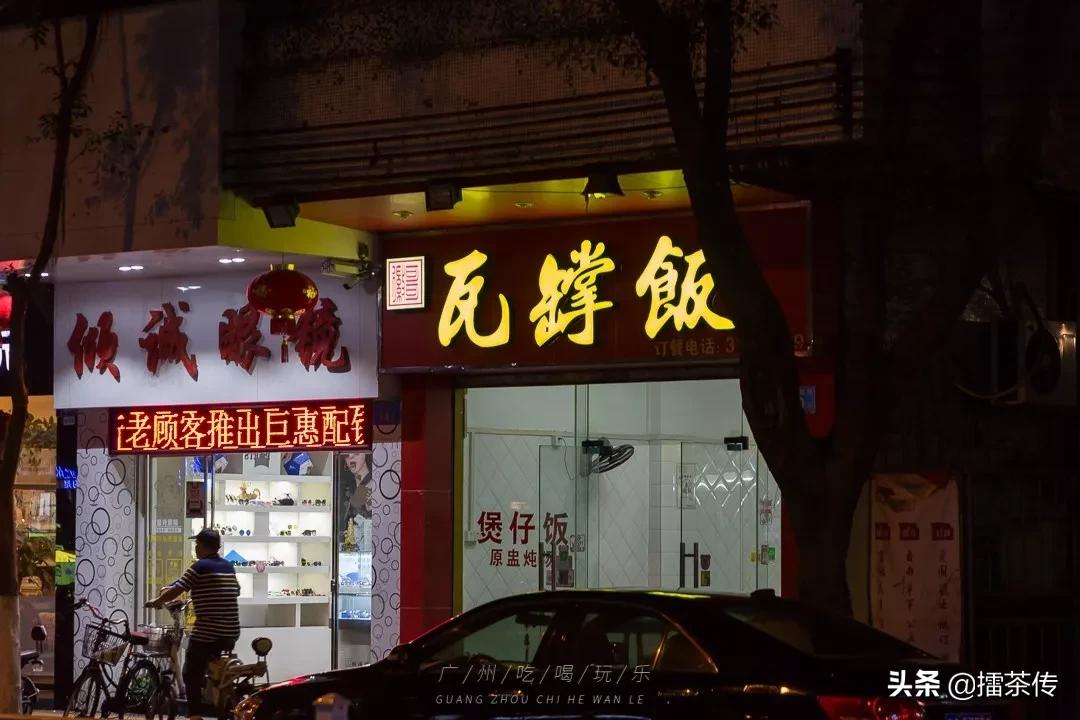 瓦罉飯
订餐电话:3
倾诚眼镜
老顾客推出巨惠配
煲仔饭
原盅炖
广/州/吃/喝/玩/乐
GUANG ZHOU CHI HE WAN LE
头条 @擂茶传